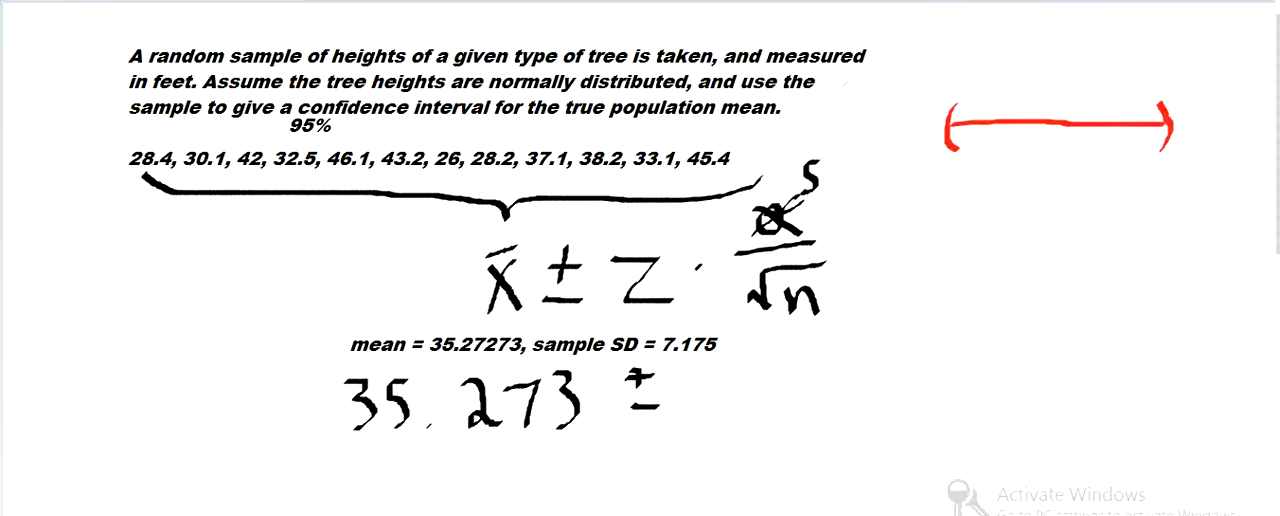 A random sample of heights of a given type of tree is taken, and measured
in feet. Assume the tree heights are normally distributed, and use the
sample to give a confidence interval for the true population mean.
95%
28.4, 30.1, 42, 32.5, 46.1, 43.2, 26, 28.2, 37.1, 38.2, 33.1, 45.4
x̄ ± z · s/√n
mean = 35.27273, sample SD = 7.175
35.273 ±
Activate Windows